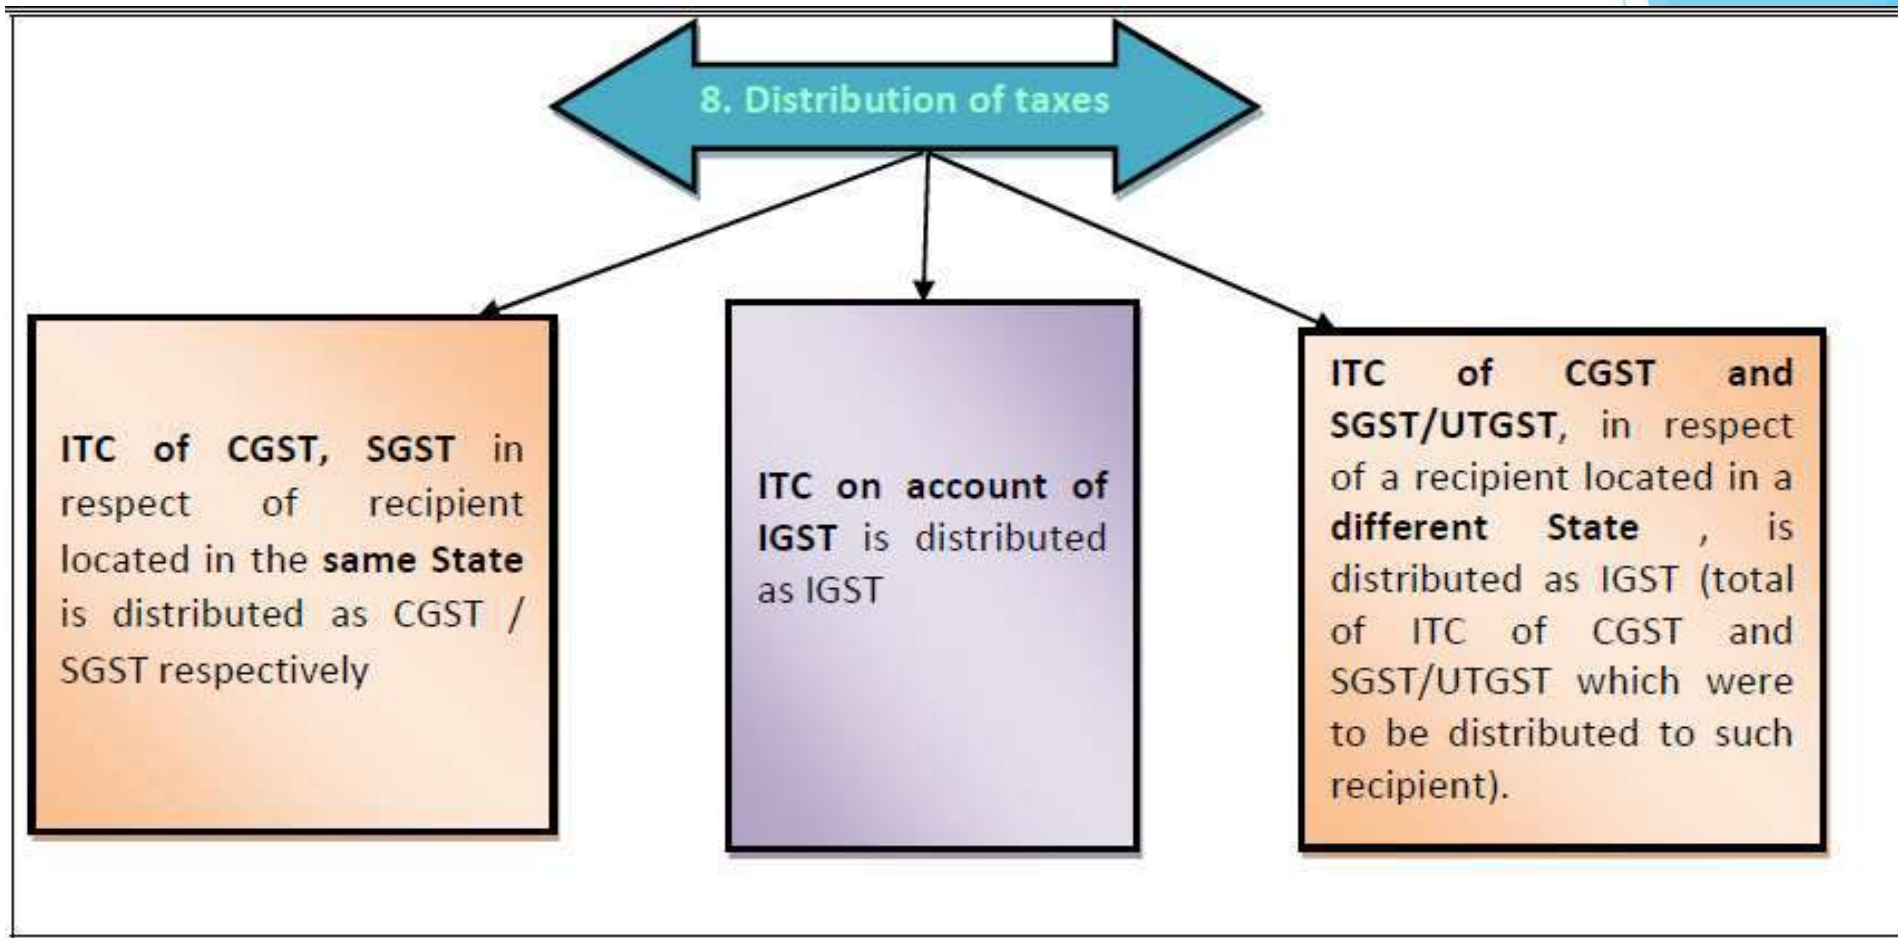 8. Distribution of taxes
ITC of CGST, SGST in
respect of recipient
located in the same State
is distributed as CGST /
SGST respectively
ITC on account of
IGST is distributed
as IGST
ITC of CGST and
SGST/UTGST, in respect
of a recipient located in a
different State , is
distributed as IGST (total
of ITC of CGST and
SGST/UTGST which were
to be distributed to such
recipient).